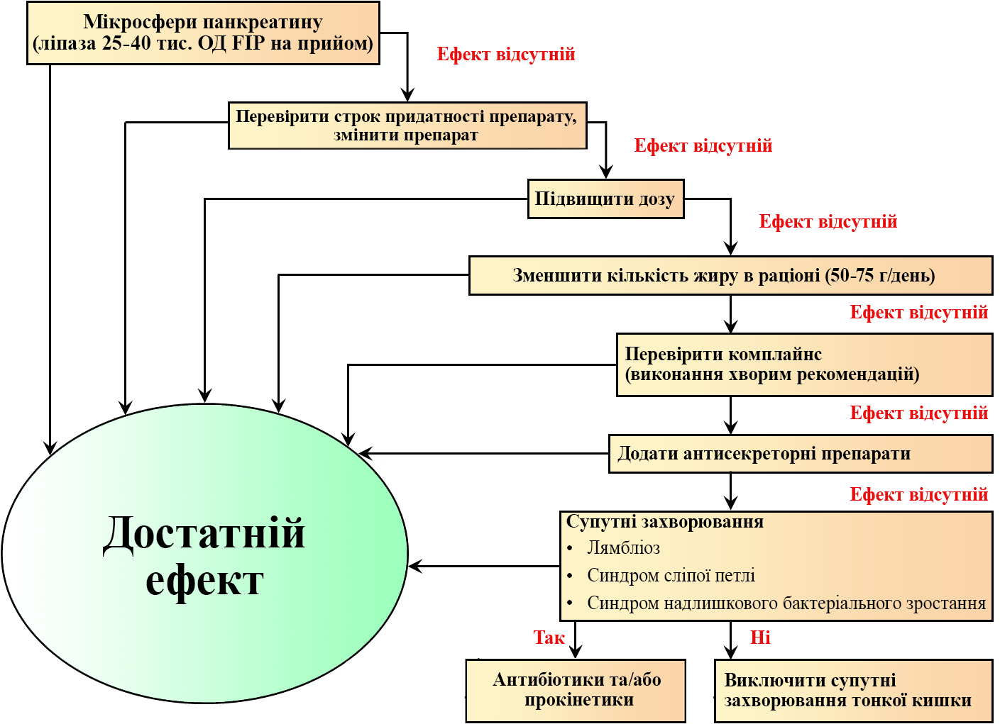 Мікросфери панкреатину
(ліпаза 25-40 тис. ОД FIP на прийом)
Ефект відсутній
Перевірити строк придатності препарату,
змінити препарат
Ефект відсутній
Підвищити дозу
Ефект відсутній
Зменшити кількість жиру в раціоні (50-75 г/день)
Ефект відсутній
Перевірити комплайнс
(виконання хворим рекомендацій)
Ефект відсутній
Додати антисекреторні препарати
Ефект відсутній
Супутні захворювання
• Лямбліоз
• Синдром сліпої петлі
• Синдром надлишкового бактеріального зростання
Достатній
ефект
Так
Ні
Антибіотики та/або
прокінетики
Виключити супутні
захворювання тонкої кишки